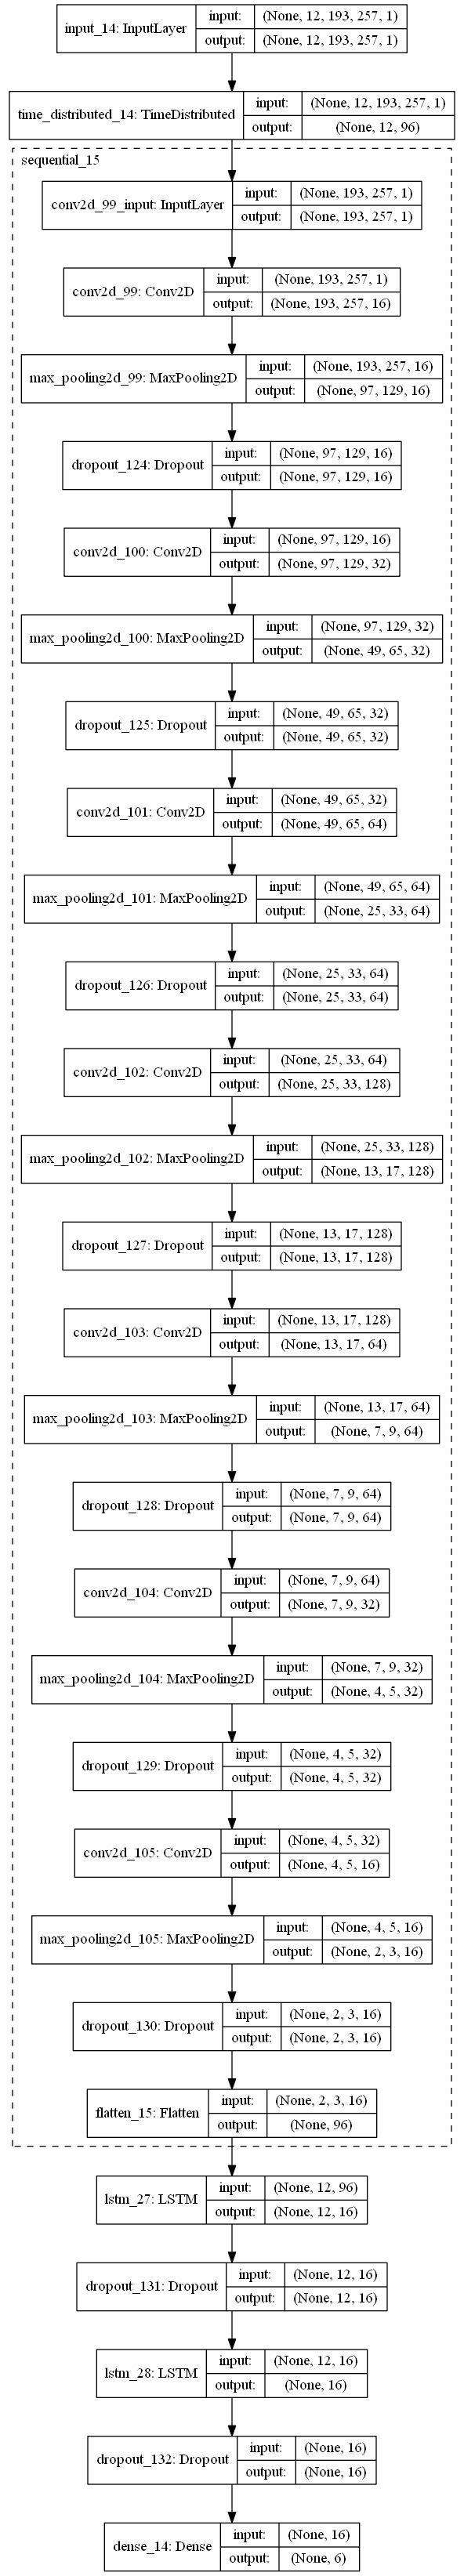 input_14: InputLayer
input: (None, 12, 193, 257, 1)
output: (None, 12, 193, 257, 1)
time_distributed_14: TimeDistributed
input: (None, 12, 193, 257, 1)
output: (None, 12, 96)
sequential_15
conv2d_99_input: InputLayer
input: (None, 193, 257, 1)
output: (None, 193, 257, 1)
conv2d_99: Conv2D
input: (None, 193, 257, 1)
output: (None, 193, 257, 16)
max_pooling2d_99: MaxPooling2D
input: (None, 193, 257, 16)
output: (None, 97, 129, 16)
dropout_124: Dropout
input: (None, 97, 129, 16)
output: (None, 97, 129, 16)
conv2d_100: Conv2D
input: (None, 97, 129, 16)
output: (None, 97, 129, 32)
max_pooling2d_100: MaxPooling2D
input: (None, 97, 129, 32)
output: (None, 49, 65, 32)
dropout_125: Dropout
input: (None, 49, 65, 32)
output: (None, 49, 65, 32)
conv2d_101: Conv2D
input: (None, 49, 65, 32)
output: (None, 49, 65, 64)
max_pooling2d_101: MaxPooling2D
input: (None, 49, 65, 64)
output: (None, 25, 33, 64)
dropout_126: Dropout
input: (None, 25, 33, 64)
output: (None, 25, 33, 64)
conv2d_102: Conv2D
input: (None, 25, 33, 64)
output: (None, 25, 33, 128)
max_pooling2d_102: MaxPooling2D
input: (None, 25, 33, 128)
output: (None, 13, 17, 128)
dropout_127: Dropout
input: (None, 13, 17, 128)
output: (None, 13, 17, 128)
conv2d_103: Conv2D
input: (None, 13, 17, 128)
output: (None, 13, 17, 64)
max_pooling2d_103: MaxPooling2D
input: (None, 13, 17, 64)
output: (None, 7, 9, 64)
dropout_128: Dropout
input: (None, 7, 9, 64)
output: (None, 7, 9, 64)
conv2d_104: Conv2D
input: (None, 7, 9, 64)
output: (None, 7, 9, 32)
max_pooling2d_104: MaxPooling2D
input: (None, 7, 9, 32)
output: (None, 4, 5, 32)
dropout_129: Dropout
input: (None, 4, 5, 32)
output: (None, 4, 5, 32)
conv2d_105: Conv2D
input: (None, 4, 5, 32)
output: (None, 4, 5, 16)
max_pooling2d_105: MaxPooling2D
input: (None, 4, 5, 16)
output: (None, 2, 3, 16)
dropout_130: Dropout
input: (None, 2, 3, 16)
output: (None, 2, 3, 16)
flatten_15: Flatten
input: (None, 2, 3, 16)
output: (None, 96)
lstm_27: LSTM
input: (None, 12, 96)
output: (None, 12, 16)
dropout_131: Dropout
input: (None, 12, 16)
output: (None, 12, 16)
lstm_28: LSTM
input: (None, 12, 16)
output: (None, 16)
dropout_132: Dropout
input: (None, 16)
output: (None, 16)
dense_14: Dense
input: (None, 16)
output: (None, 6)